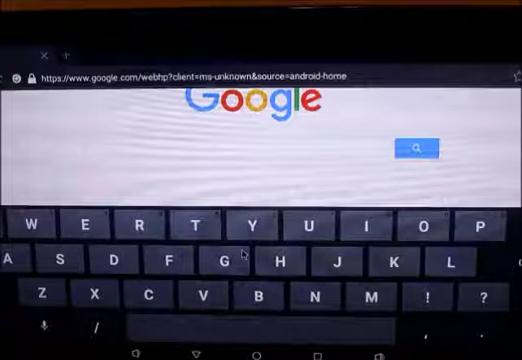 https://www.google.com/webhp?client=ms-unknown&source=android-home
Google
W E R T Y U I O P
A S D F G H J K L
Z X C V B N M ! ?
/ , .